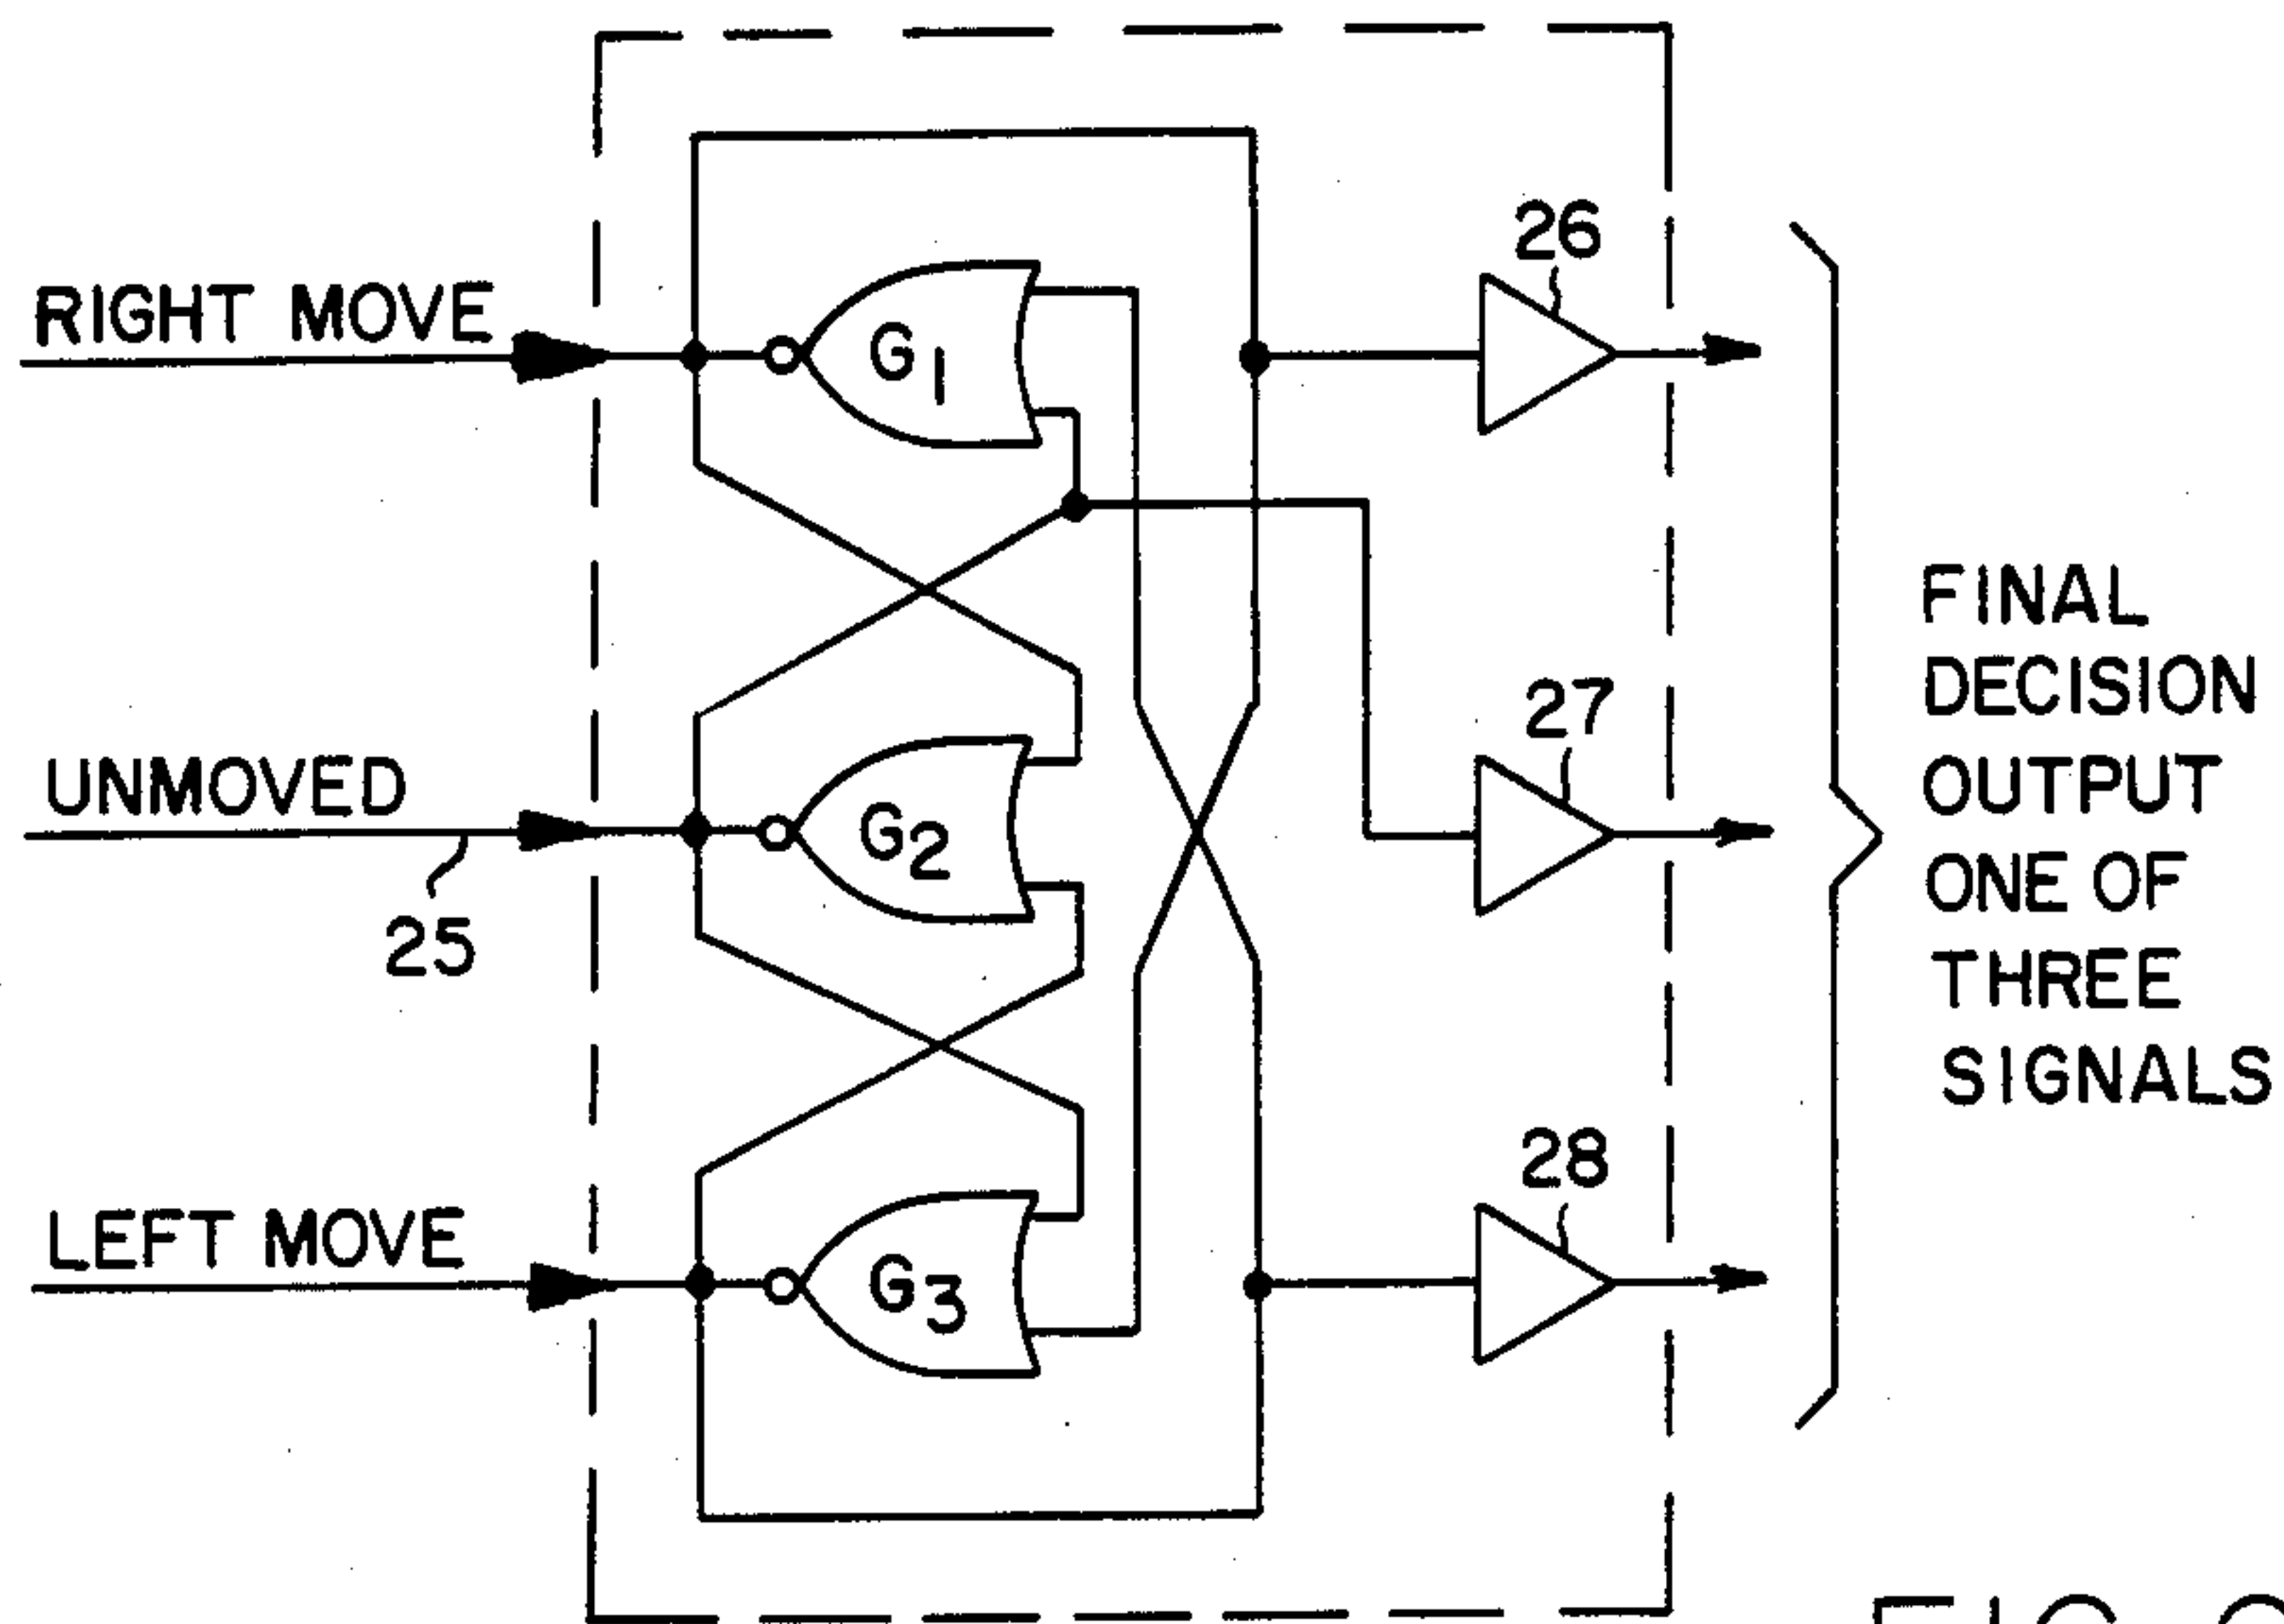 26
RIGHT MOVE
G1
FINAL
DECISION
OUTPUT
ONE OF
THREE
SIGNALS
27
UNMOVED
G2
25
28
LEFT MOVE
G3